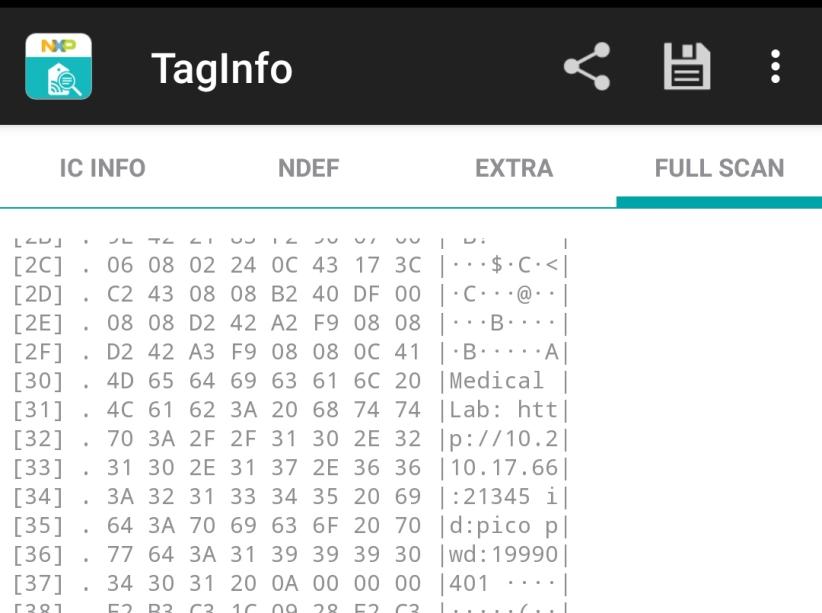 NXP
TagInfo
IC INFO
NDEF
EXTRA
FULL SCAN
[2C] . 06 08 02 24 0C 43 17 3C |···$·C·<|
[2D] . C2 43 08 08 B2 40 DF 00 |·C···@··|
[2E] . 08 08 D2 42 A2 F9 08 08 |···B····|
[2F] . D2 42 A3 F9 08 08 0C 41 |·B·····A|
[30] . 4D 65 64 69 63 61 6C 20 |Medical |
[31] . 4C 61 62 3A 20 68 74 74 |Lab: htt|
[32] . 70 3A 2F 2F 31 30 2E 32 |p://10.2|
[33] . 31 30 2E 31 37 2E 36 36 |10.17.66|
[34] . 3A 32 31 33 34 35 20 69 |:21345 i|
[35] . 64 3A 70 69 63 6F 20 70 |d:pico p|
[36] . 77 64 3A 31 39 39 39 30 |wd:19990|
[37] . 34 30 31 20 0A 00 00 00 |401 ····|